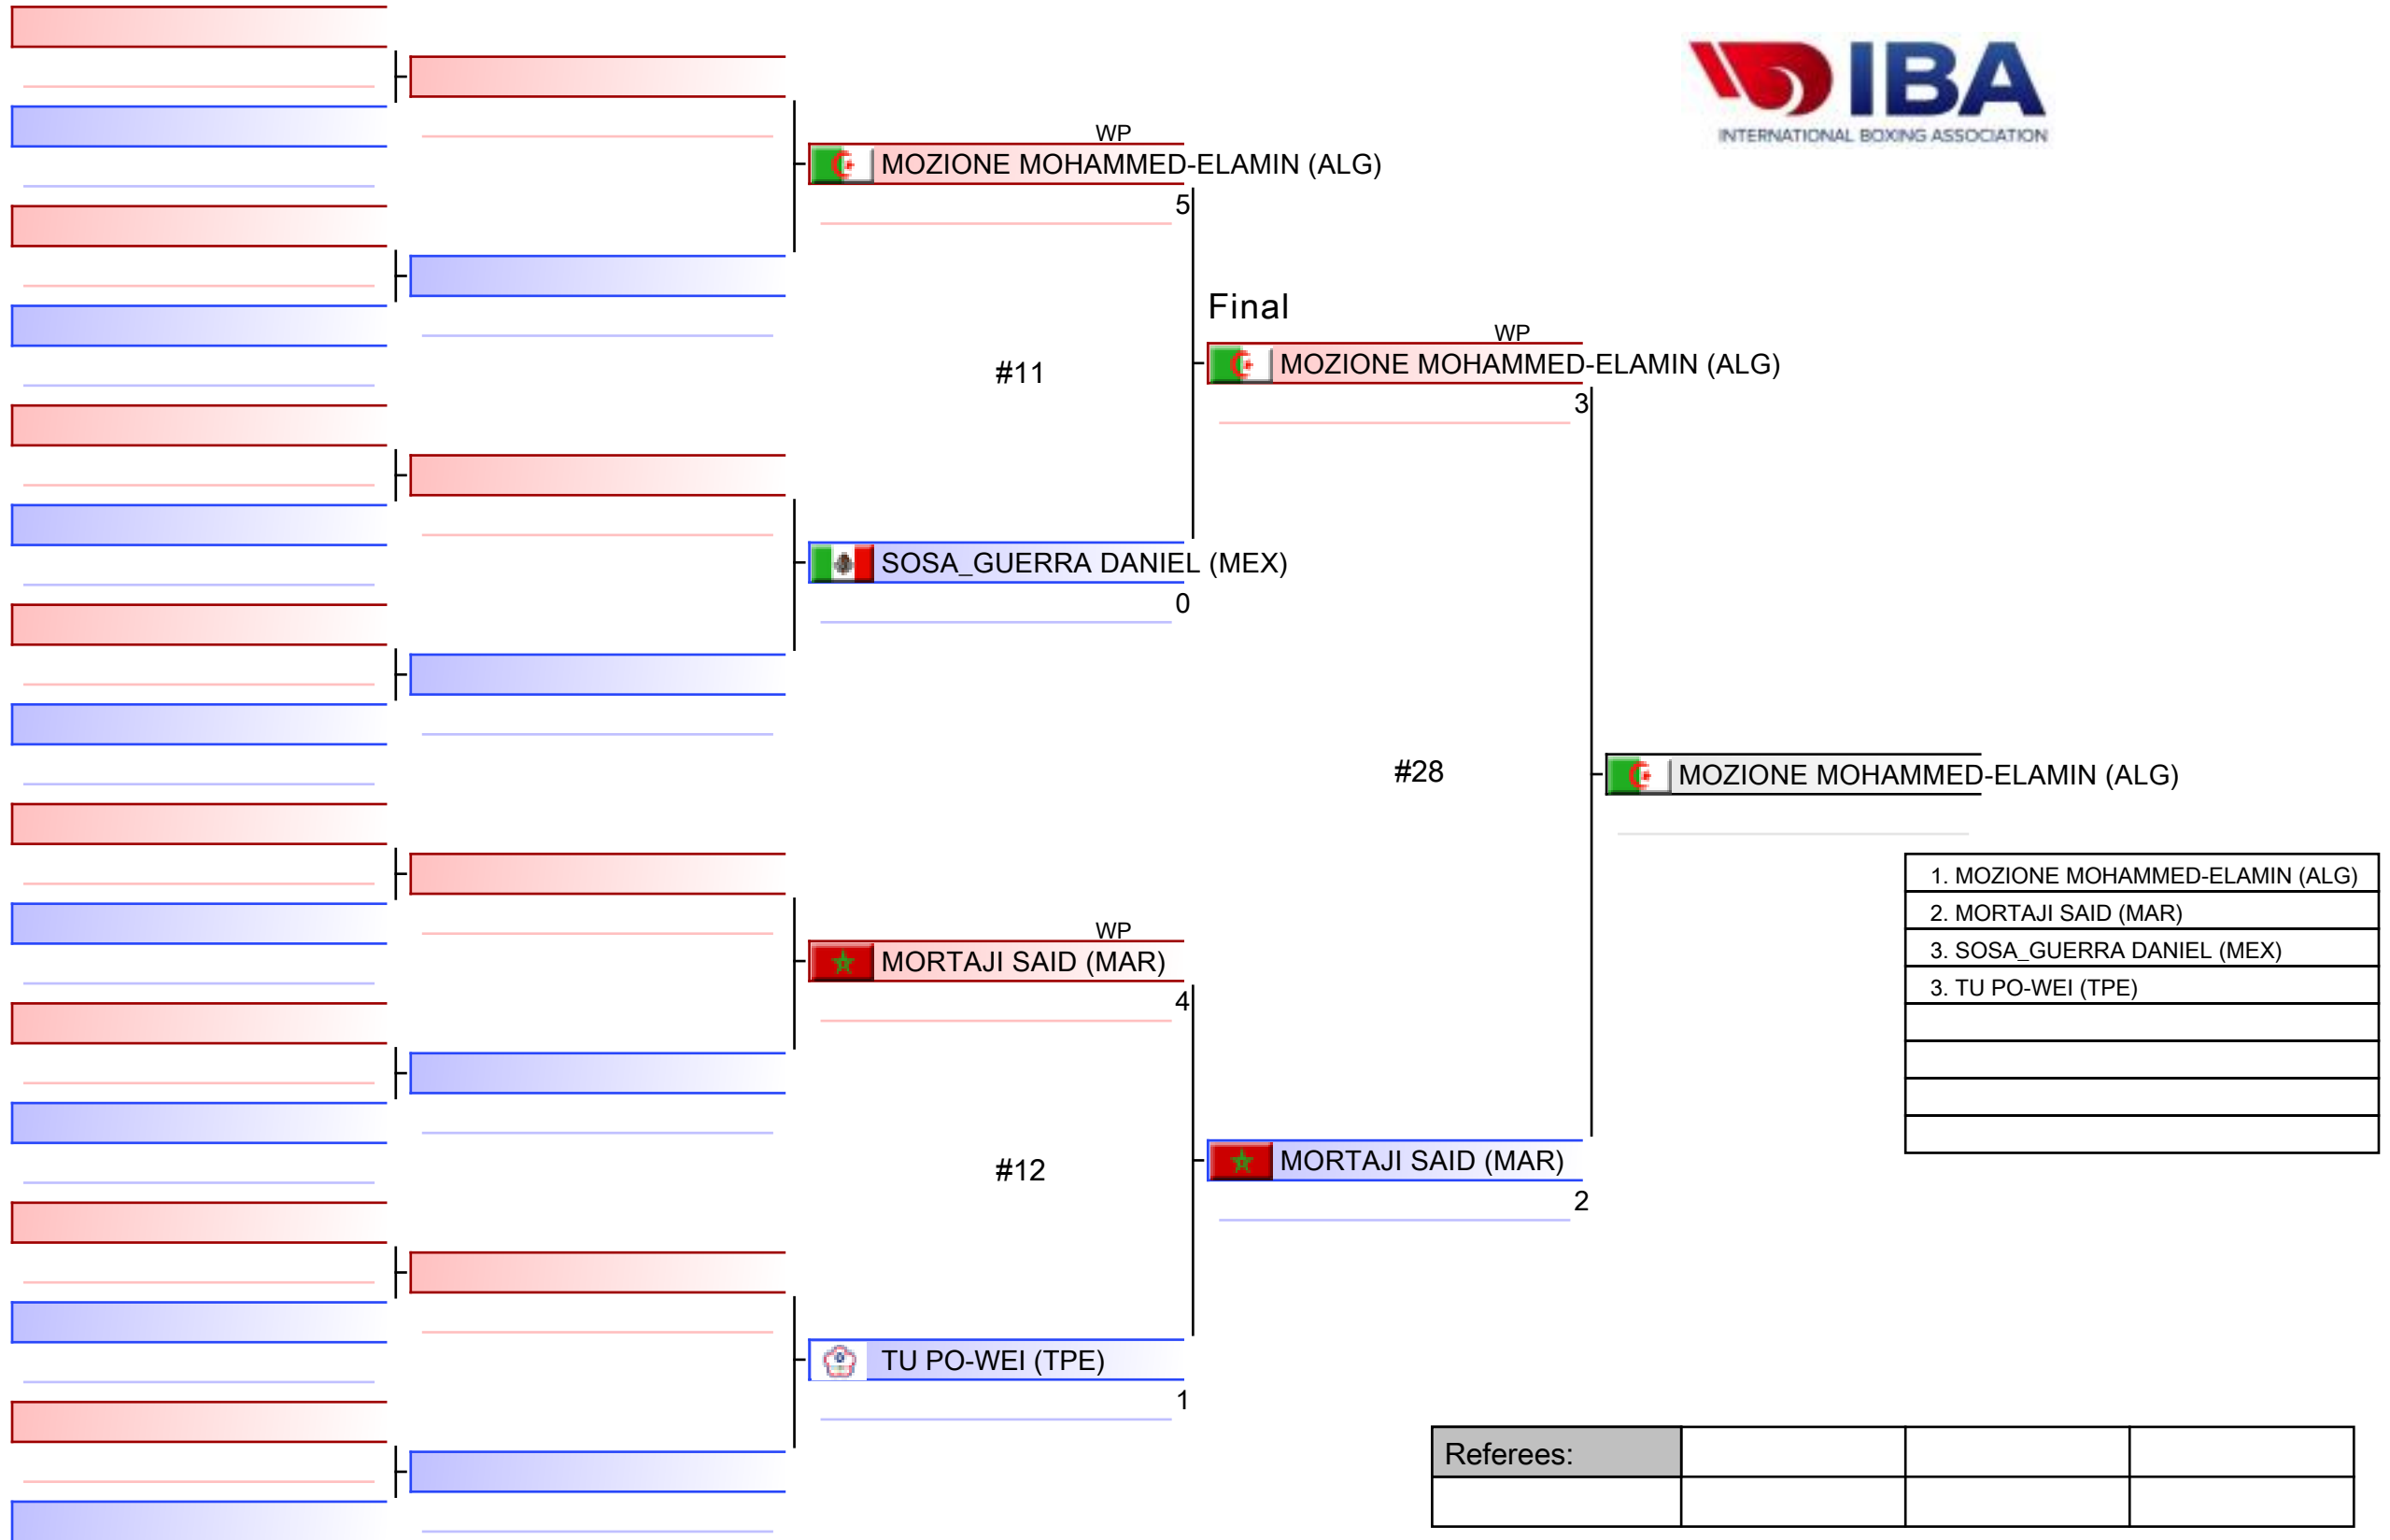 IBA
INTERNATIONAL BOXING ASSOCIATION
WP
MOZIONE MOHAMMED-ELAMIN (ALG)
5
Final
WP
#11
MOZIONE MOHAMMED-ELAMIN (ALG)
3
SOSA_GUERRA DANIEL (MEX)
0
#28
MOZIONE MOHAMMED-ELAMIN (ALG)
1. MOZIONE MOHAMMED-ELAMIN (ALG)
2. MORTAJI SAID (MAR)
3. SOSA_GUERRA DANIEL (MEX)
3. TU PO-WEI (TPE)
WP
MORTAJI SAID (MAR)
4
#12
MORTAJI SAID (MAR)
2
TU PO-WEI (TPE)
1
Referees: